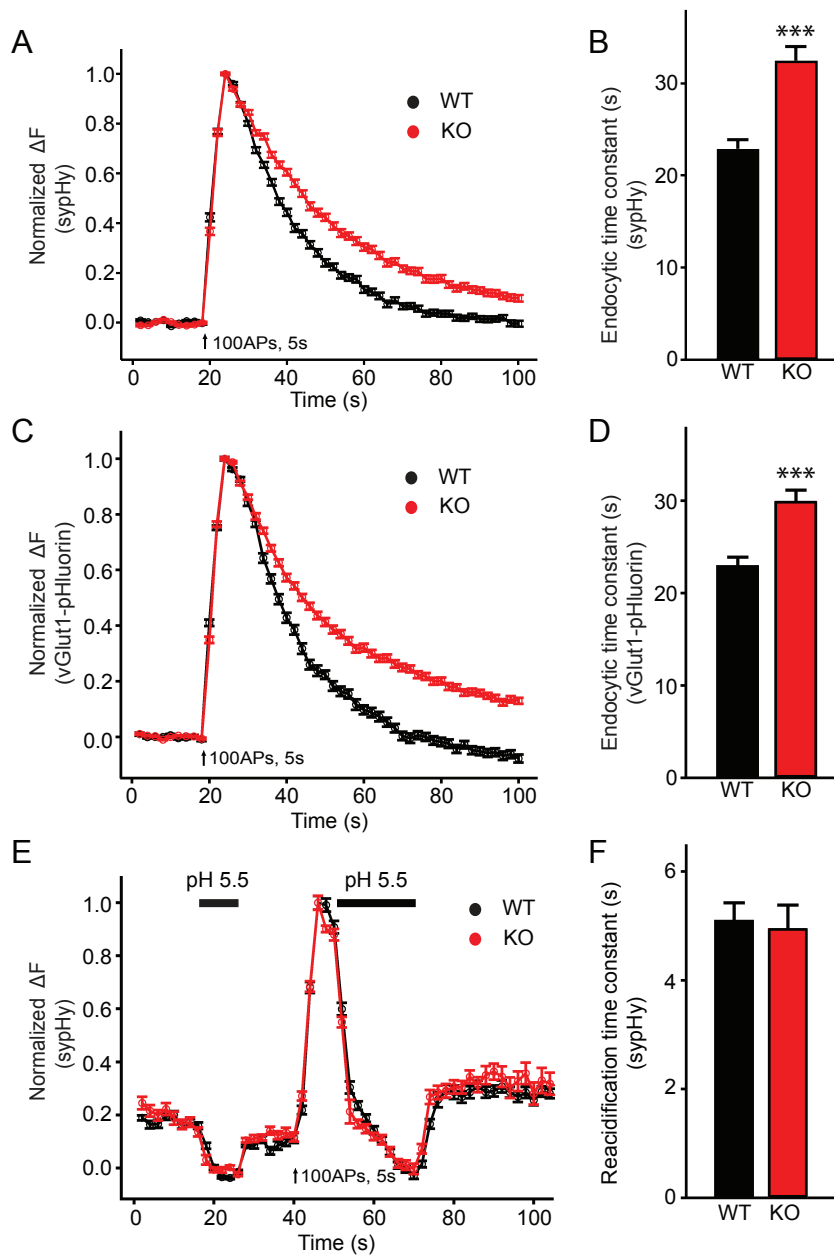 A
Normalized ΔF
(sypHy)
1.0
0.8
0.6
0.4
0.2
0.0
WT
KO
100APs, 5s
0 20 40 60 80 100
Time (s)
B
Endocytic time constant (s)
(sypHy)
30
20
10
0
***
WT KO
C
Normalized ΔF
(vGlut1-pHluorin)
1.0
0.8
0.6
0.4
0.2
0.0
WT
KO
100APs, 5s
0 20 40 60 80 100
Time (s)
D
Endocytic time constant (s)
(vGlut1-pHluorin)
30
20
10
0
***
WT KO
E
Normalized ΔF
(sypHy)
1.0
0.8
0.6
0.4
0.2
0.0
pH 5.5 pH 5.5
WT
KO
100APs, 5s
0 20 40 60 80 100
Time (s)
F
Reacidification time constant (s)
(sypHy)
6
4
2
0
WT KO